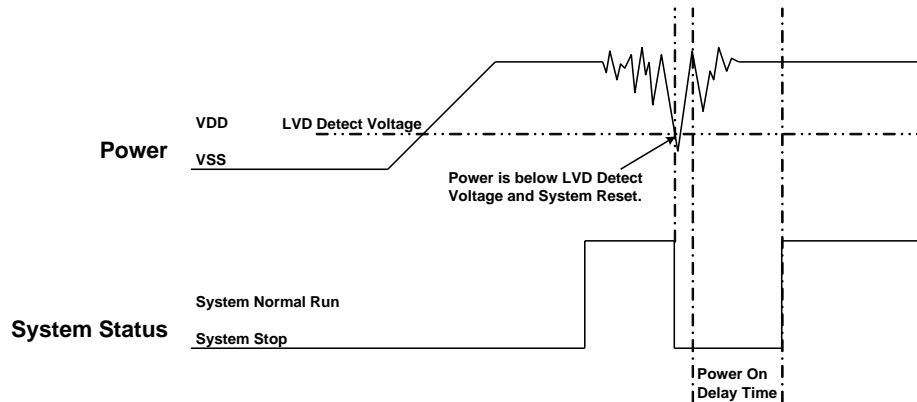 VDD
LVD Detect Voltage
Power
VSS
Power is below LVD Detect
Voltage and System Reset.
System Normal Run
System Status
System Stop
Power On
Delay Time